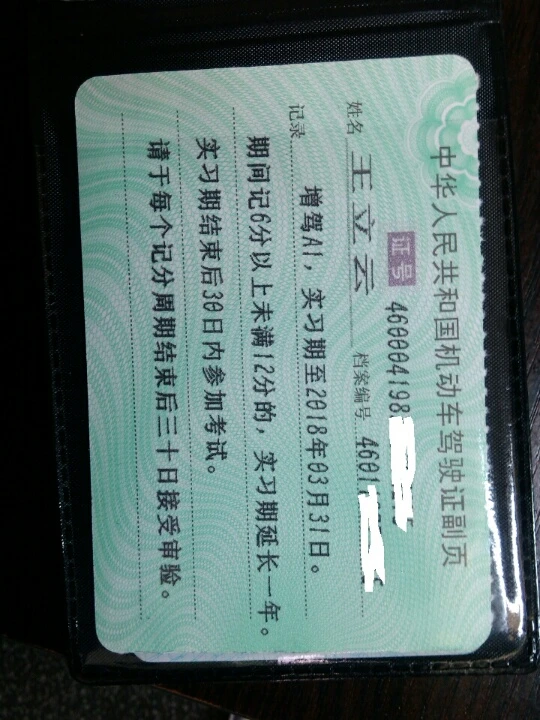 中华人民共和国机动车驾驶证副页
证号 460004198
姓名 王立云 档案编号 4601
记录 增驾A1，实习期至2018年03月31日。
期间记6分以上未满12分的，实习期延长一年。
实习期结束后30日内参加考试。
请于每个记分周期结束后三十日接受审验。